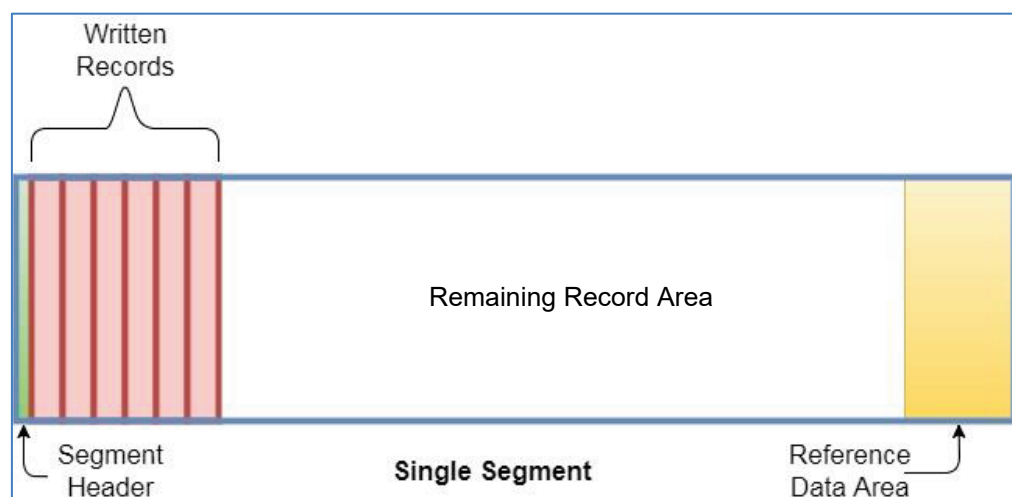 Written
Records
Remaining Record Area
Segment
Header
Single Segment
Reference
Data Area